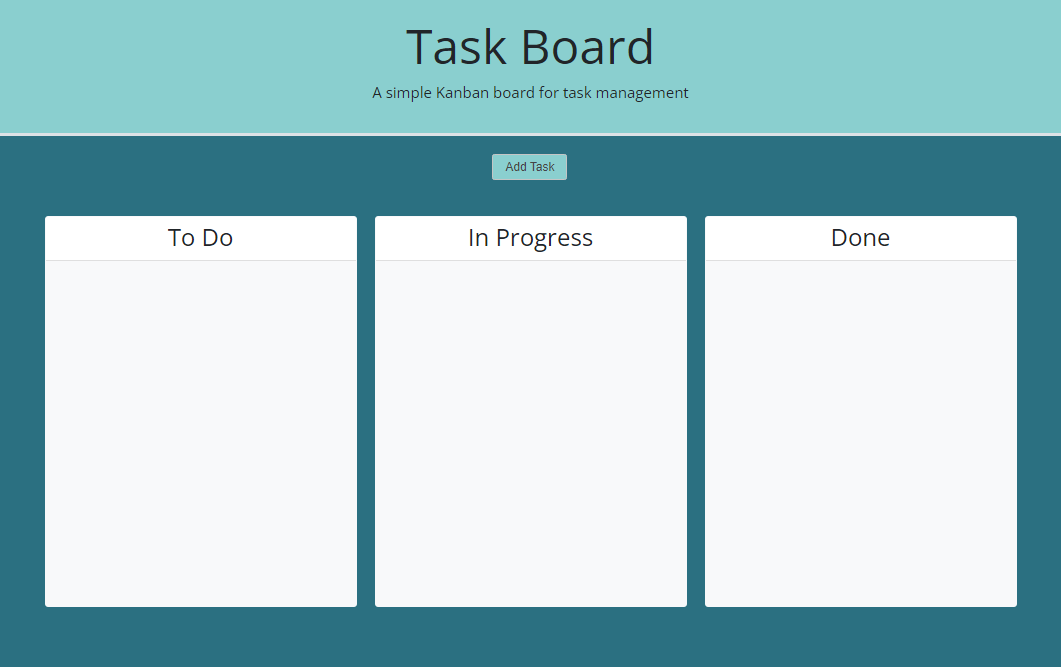 Task Board
A simple Kanban board for task management
Add Task
To Do
In Progress
Done